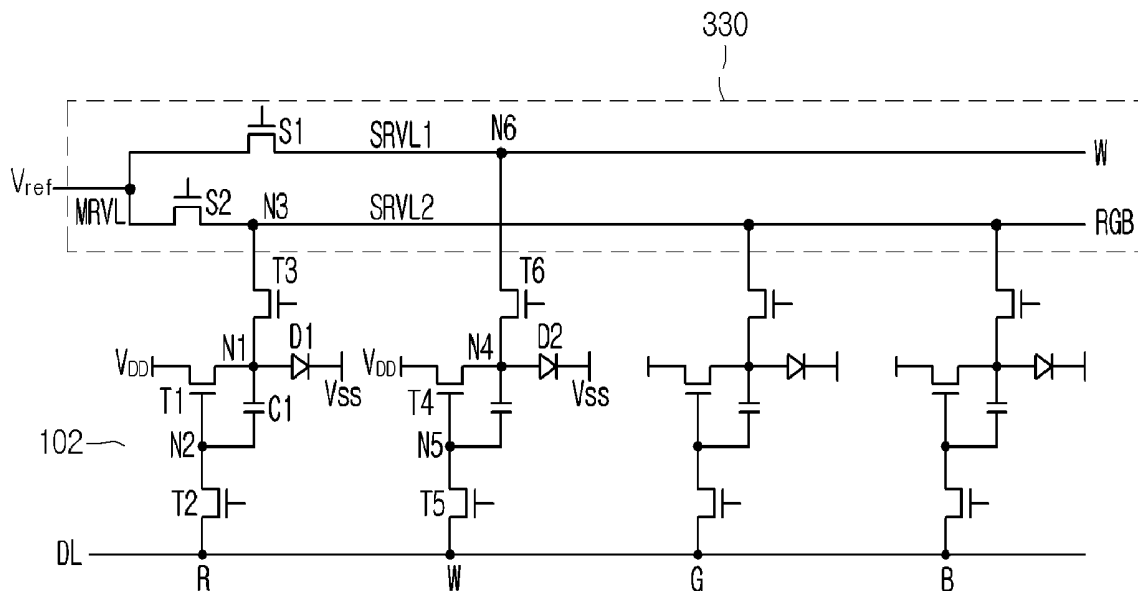 330
S1 SRVL1 N6 W
Vref MRVL S2 N3 SRVL2 RGB
T3 T6
VDD N1 D1 VSS VDD N4 D2 VSS
T1 C1 T4
102 N2 N5
T2 T5
DL
R W G B